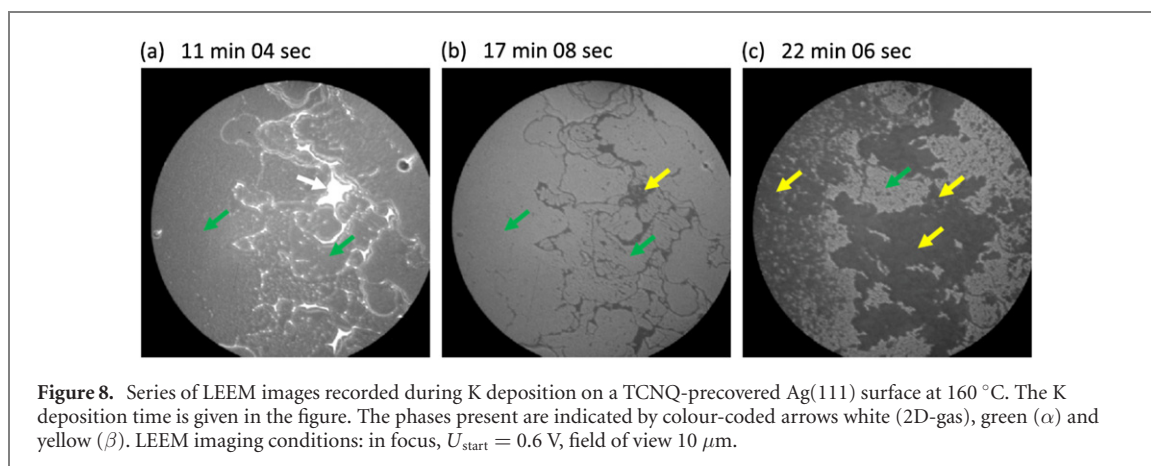 (a) 11 min 04 sec
(b) 17 min 08 sec
(c) 22 min 06 sec
Figure 8. Series of LEEM images recorded during K deposition on a TCNQ-precovered Ag(111) surface at 160 °C. The K
deposition time is given in the figure. The phases present are indicated by colour-coded arrows white (2D-gas), green (α) and
yellow (β). LEEM imaging conditions: in focus, Ustart = 0.6 V, field of view 10 μm.